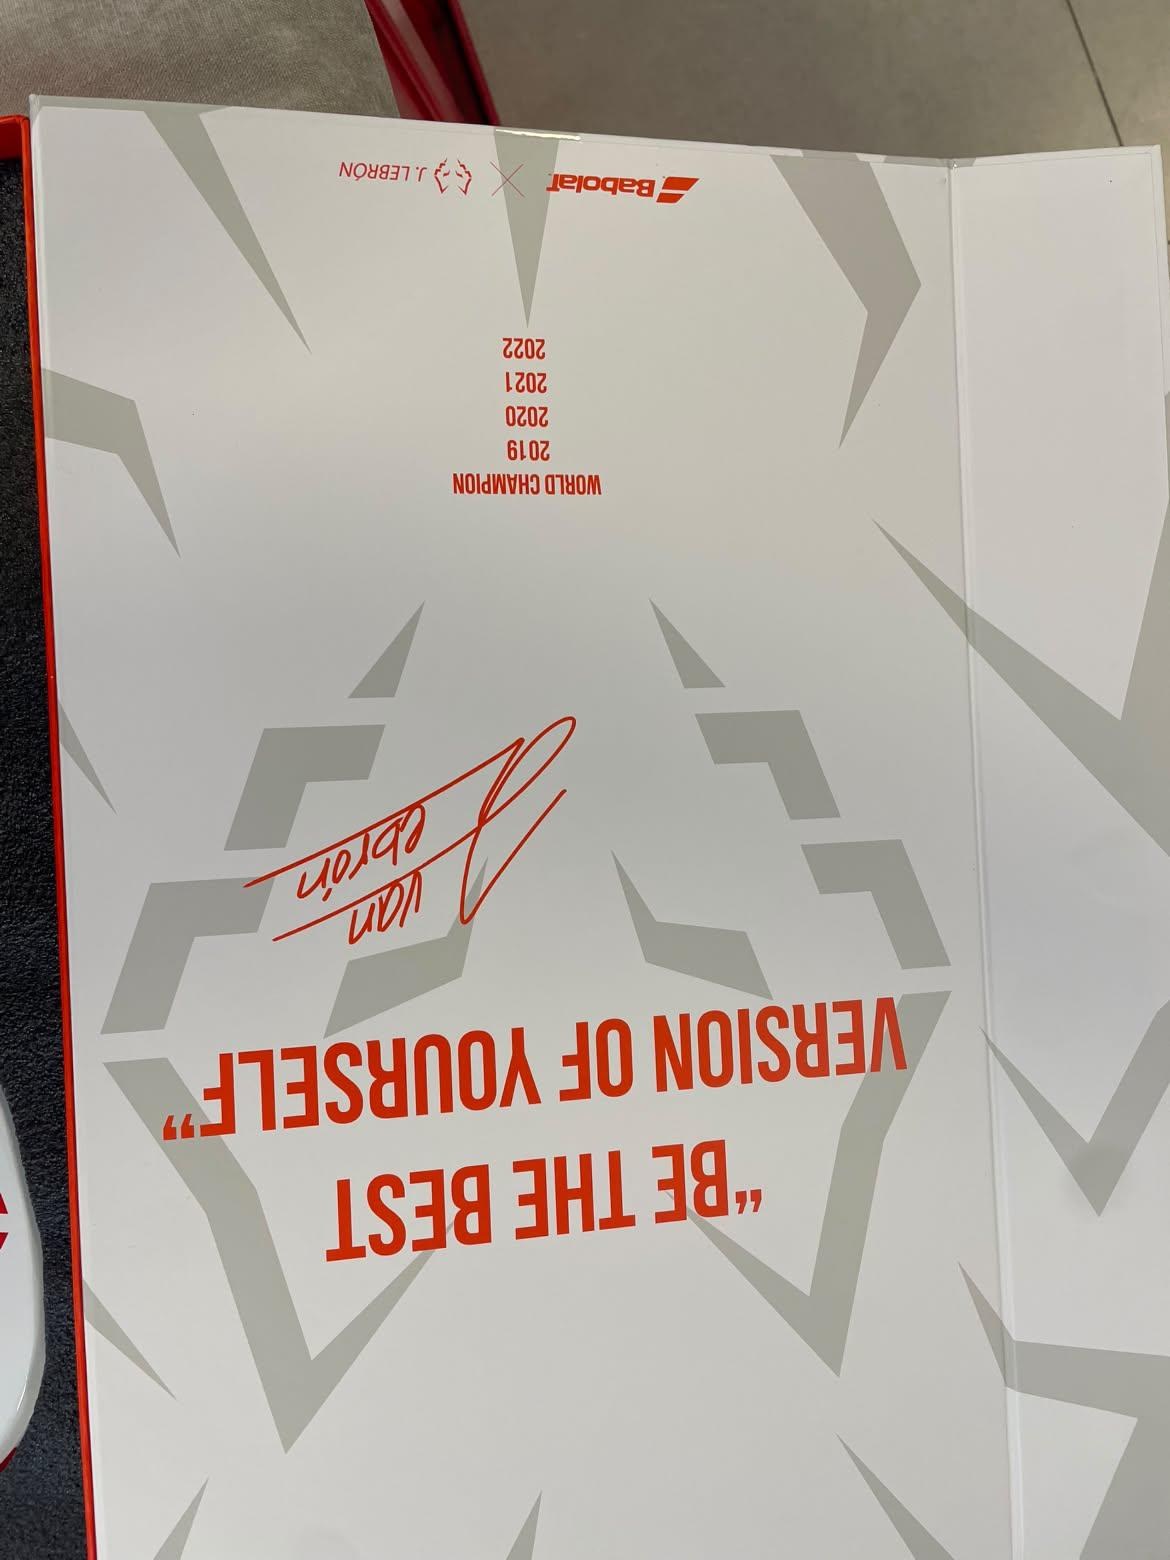 “BE THE BEST
VERSION OF YOURSELF”
Juan
Lebrón
WORLD CHAMPION
2019
2020
2021
2022
Babolat X J. LEBRÓN